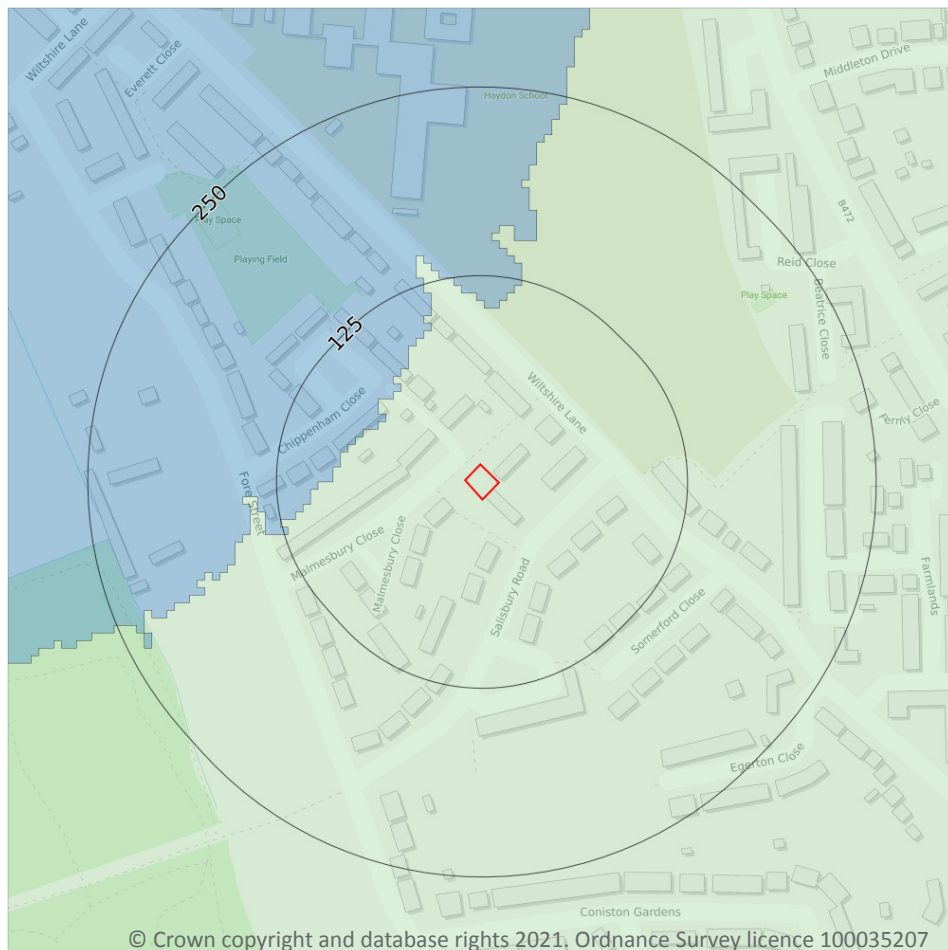 Wiltshire Lane
Everett Close
Middleton Drive
Haydon School
250
Play Space
B472
Playing Field
Reid Close
Play Space
Beatrice Close
125
Wiltshire Lane
Chippenham Close
Fernly Close
Fore Street
Malmesbury Close
Malmesbury Close
Farmlands
Salisbury Road
Somerford Close
Egerton Close
Coniston Gardens
© Crown copyright and database rights 2021. Ordnance Survey licence 100035207